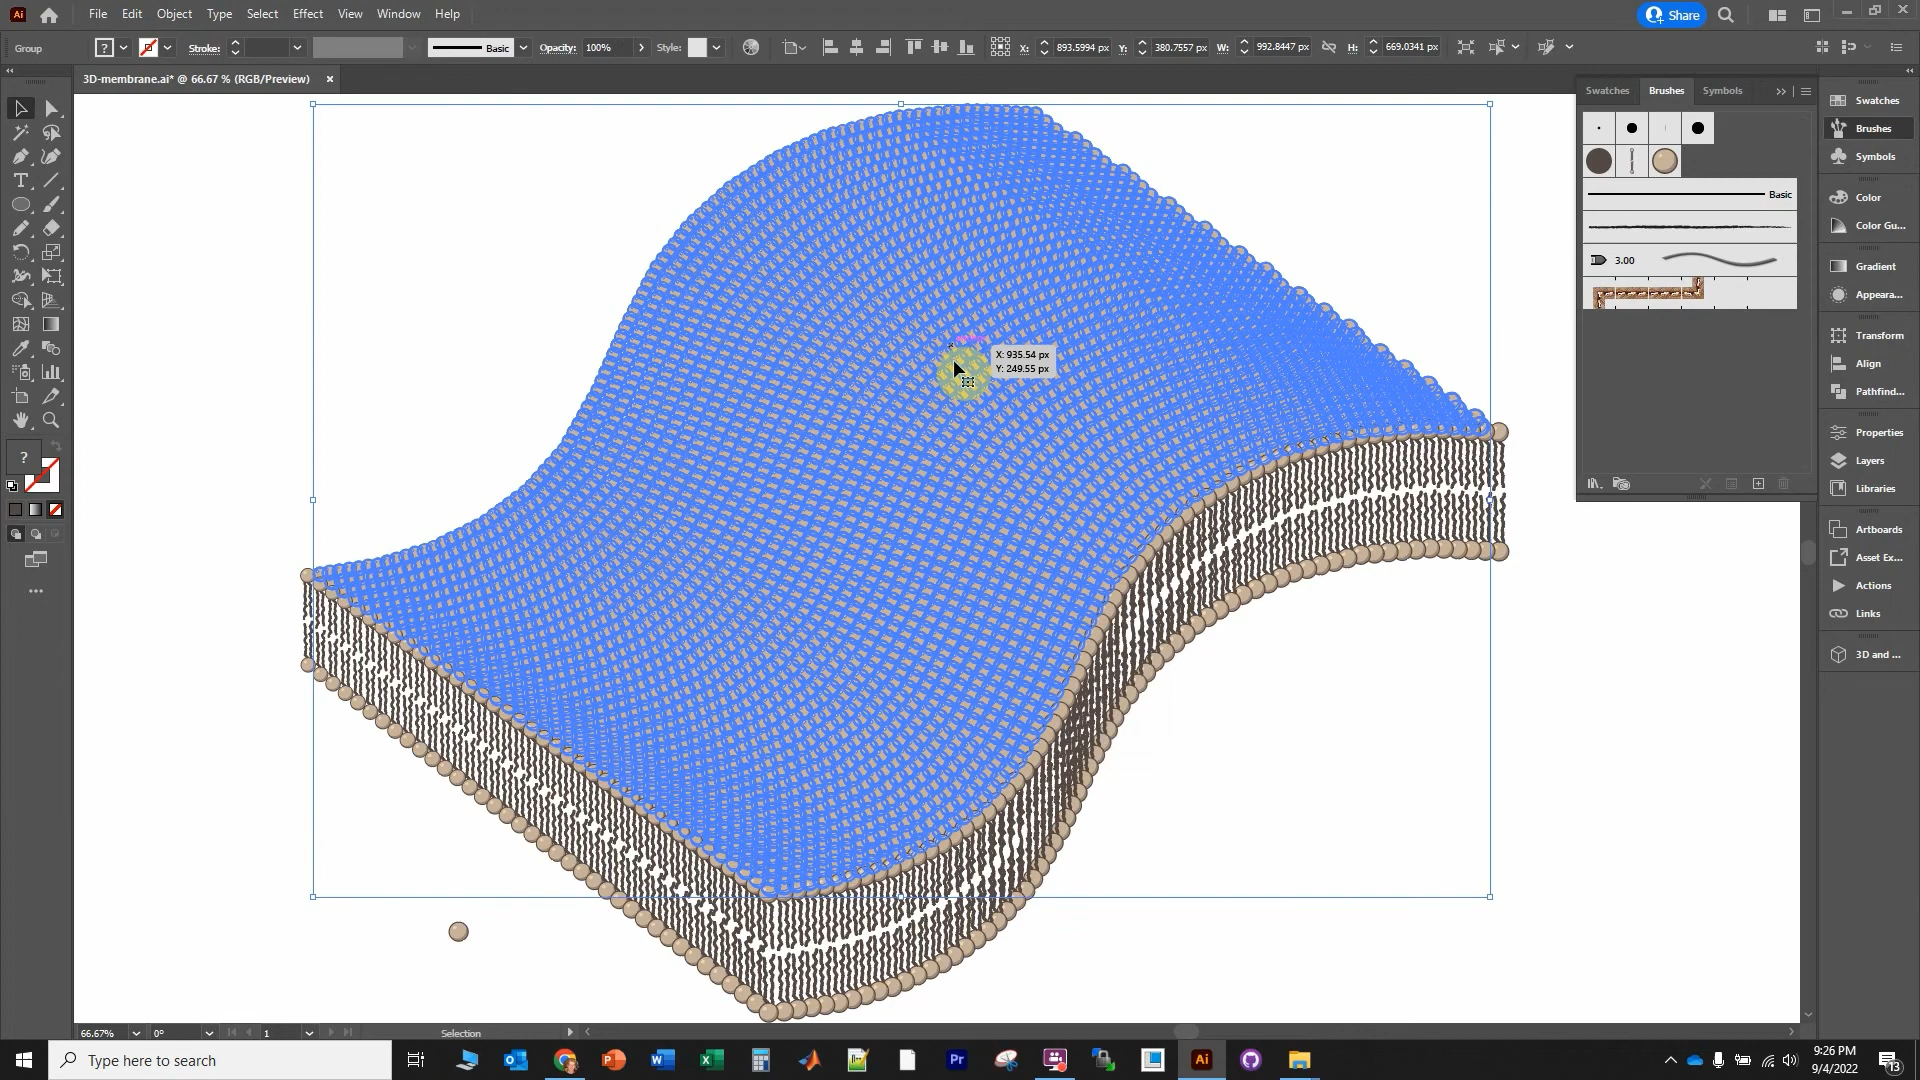 Ai File Edit Object Type Select Effect View Window Help Share
Group ? Stroke: Basic Opacity: 100% Style: X: 893.5994 px Y: 380.7557 px W: 992.8447 px H: 669.0341 px
3D-membrane.ai* @ 66.67 % (RGB/Preview) ×
Swatches Brushes Symbols
Basic
3.00
Swatches
Brushes
Symbols
Color
Color Gu...
Gradient
Appeara...
Transform
Align
Pathfind...
Properties
Layers
Libraries
Artboards
Asset Ex...
Actions
Links
3D and ...
X: 935.54 px
Y: 249.55 px
?
66.67% 0° 1 Selection
Type here to search
Pr Ai
9:26 PM
9/4/2022
13